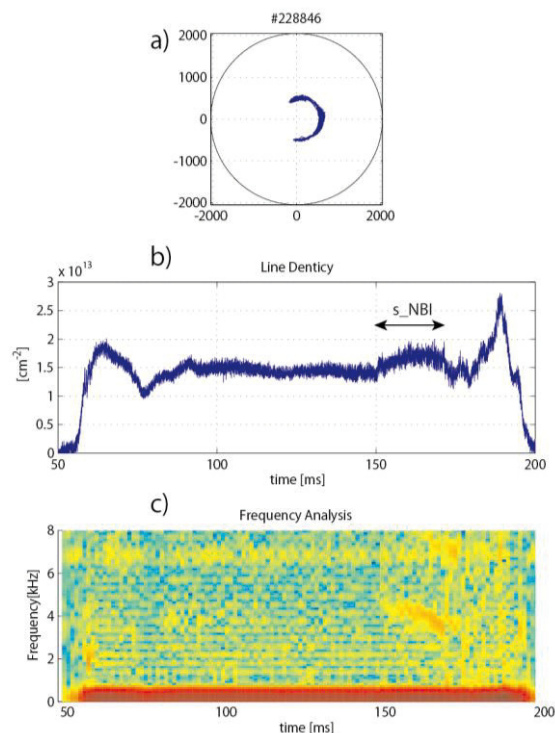 #228846
a)
2000
1000
0
-1000
-2000
-2000 0 2000
b)
Line Denticy
x 10^13
3
2.5
2
1.5
1
0.5
0
[cm^-2]
s_NBI
50 100 150 200
time [ms]
c)
Frequency Analysis
8
6
4
2
0
Frequency[kHz]
50 100 150 200
time [ms]